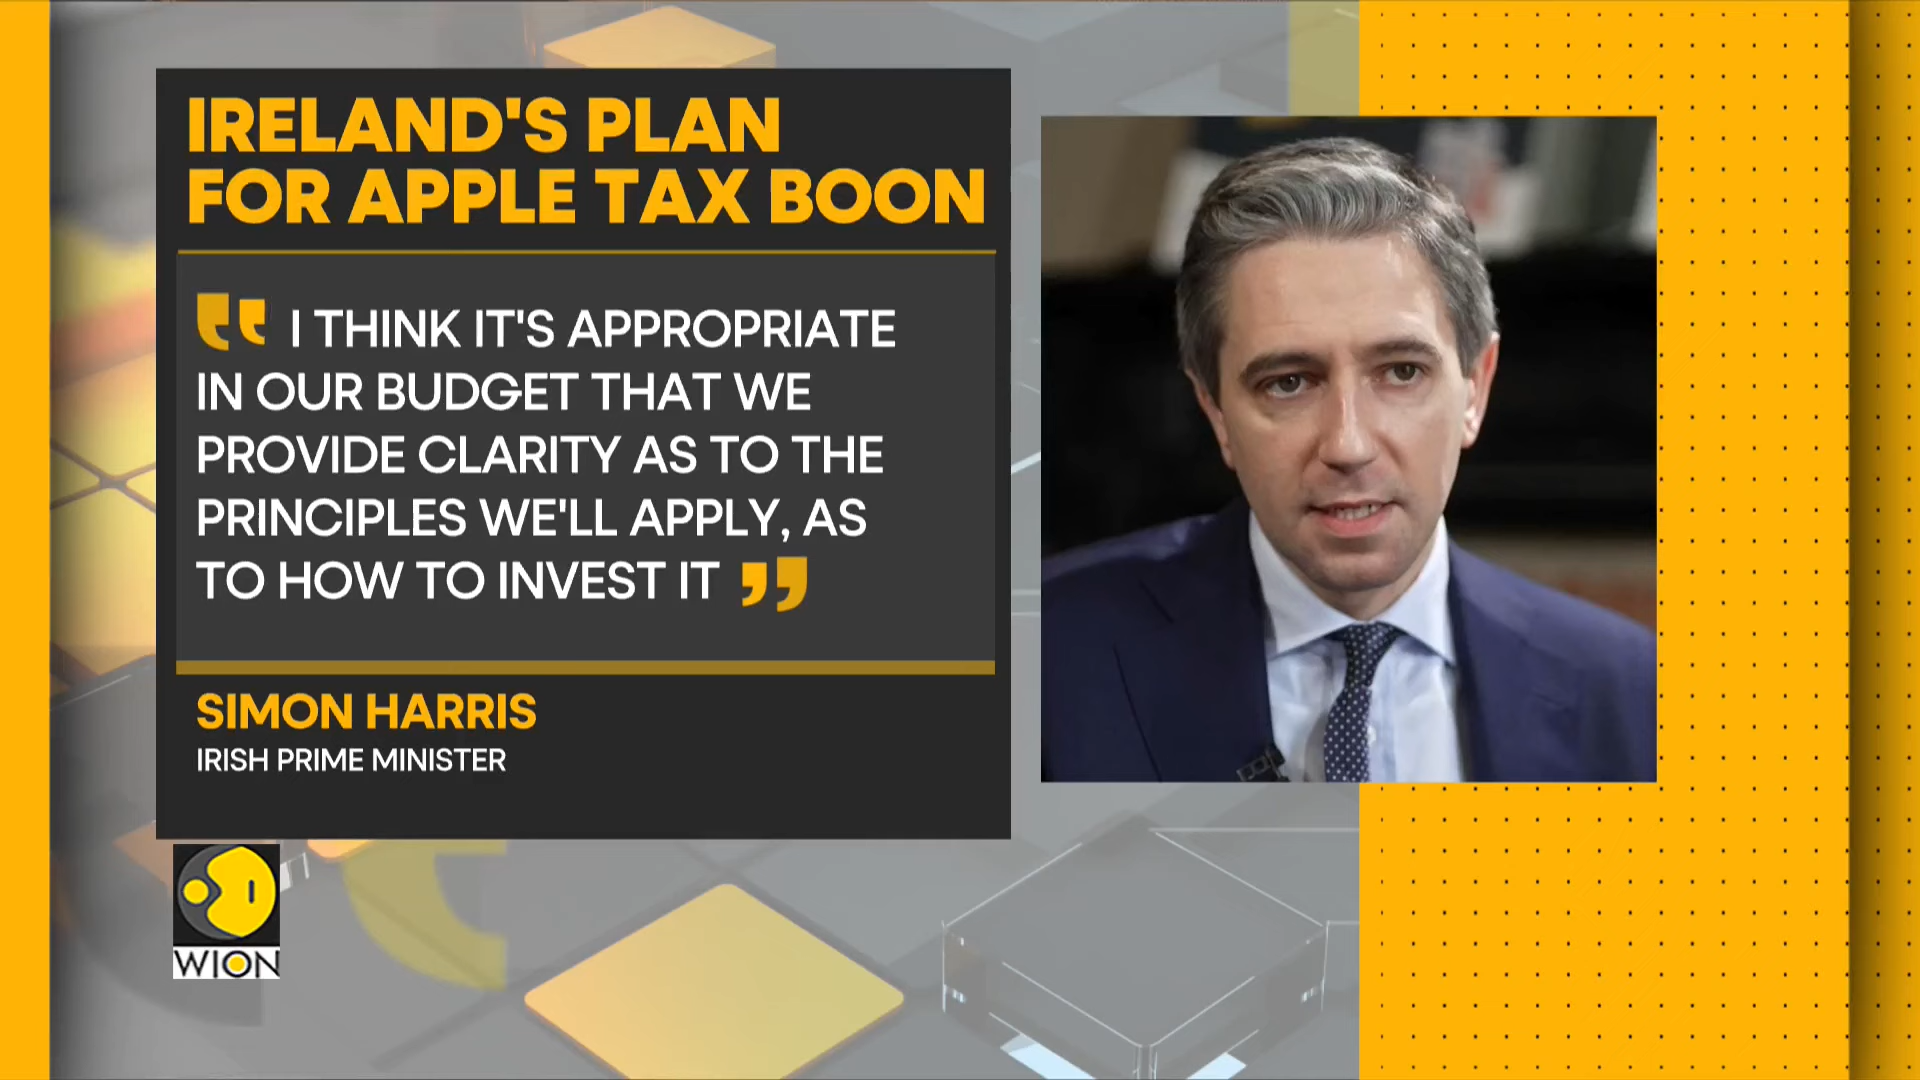 IRELAND'S PLAN
FOR APPLE TAX BOON
❝ I THINK IT'S APPROPRIATE
IN OUR BUDGET THAT WE
PROVIDE CLARITY AS TO THE
PRINCIPLES WE'LL APPLY, AS
TO HOW TO INVEST IT ❞
SIMON HARRIS
IRISH PRIME MINISTER
WION